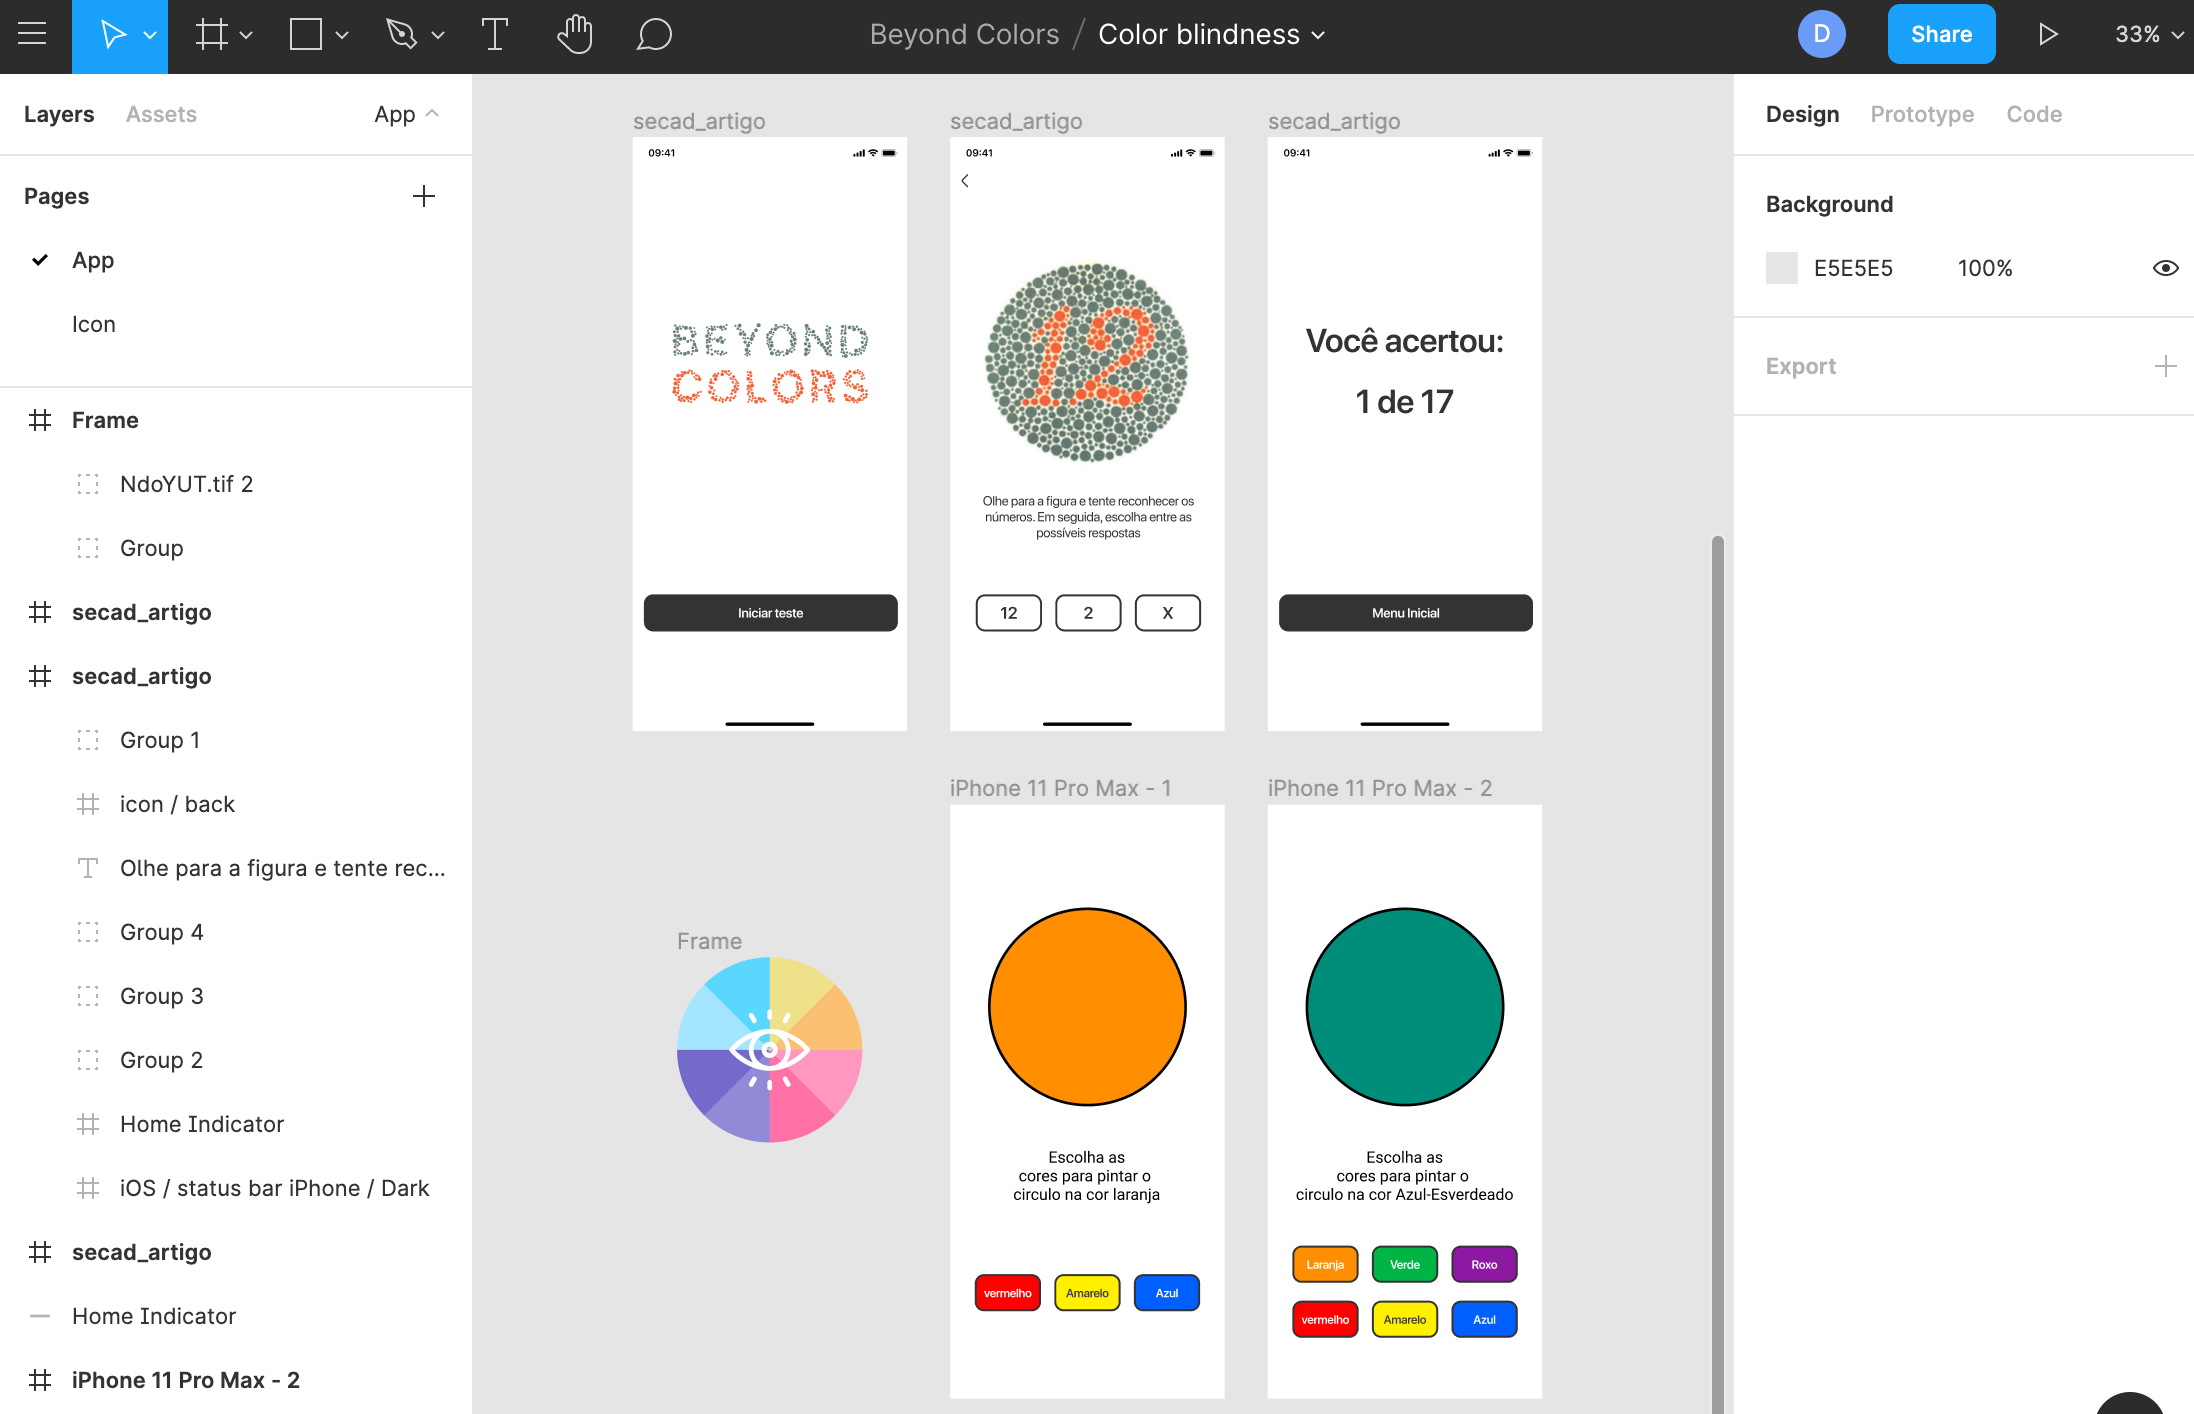 Beyond Colors / Color blindness
D
Share
33%
Layers
Assets
App
Pages
App
Icon
Frame
NdoYUT.tif 2
Group
secad_artigo
secad_artigo
Group 1
icon / back
Olhe para a figura e tente rec...
Group 4
Group 3
Group 2
Home Indicator
iOS / status bar iPhone / Dark
secad_artigo
Home Indicator
iPhone 11 Pro Max - 2
secad_artigo
09:41
BEYOND
COLORS
Iniciar teste
secad_artigo
09:41
12
Olhe para a figura e tente reconhecer os
números. Em seguida, escolha entre as
possíveis respostas
12
2
X
secad_artigo
09:41
Você acertou:
1 de 17
Menu Inicial
Frame
iPhone 11 Pro Max - 1
Escolha as
cores para pintar o
circulo na cor laranja
vermelho
Amarelo
Azul
iPhone 11 Pro Max - 2
Escolha as
cores para pintar o
circulo na cor Azul-Esverdeado
Laranja
Verde
Roxo
vermelho
Amarelo
Azul
Design
Prototype
Code
Background
E5E5E5
100%
Export